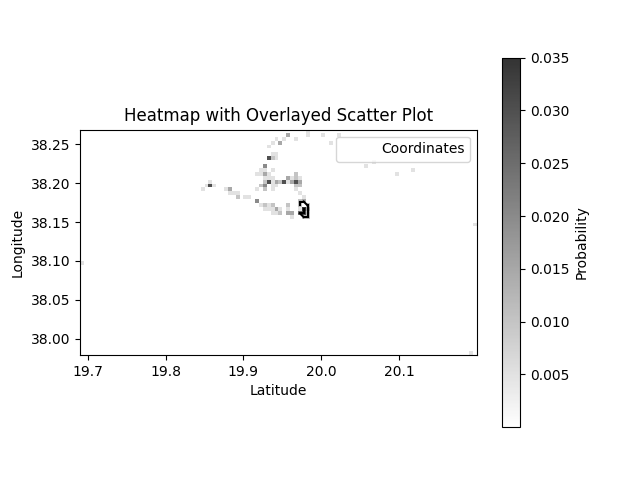 Heatmap with Overlayed Scatter Plot
Coordinates
38.25
38.20
38.15
38.10
38.05
38.00
Longitude
19.7 19.8 19.9 20.0 20.1
Latitude
0.035
0.030
0.025
0.020
0.015
0.010
0.005
Probability